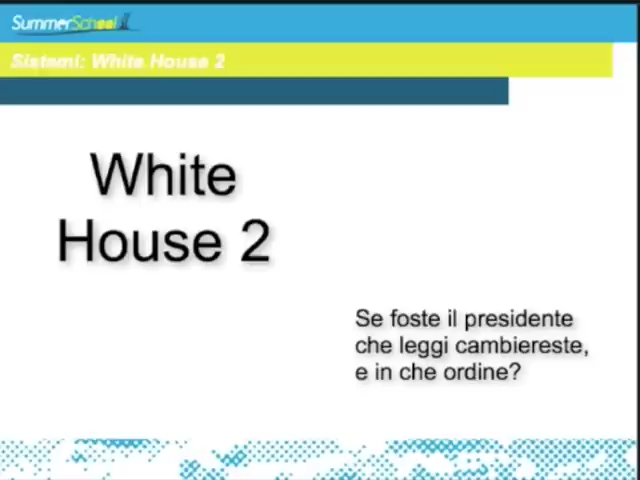 SummerSchool
Sistemi: White House 2
White
House 2
Se foste il presidente
che leggi cambiereste,
e in che ordine?